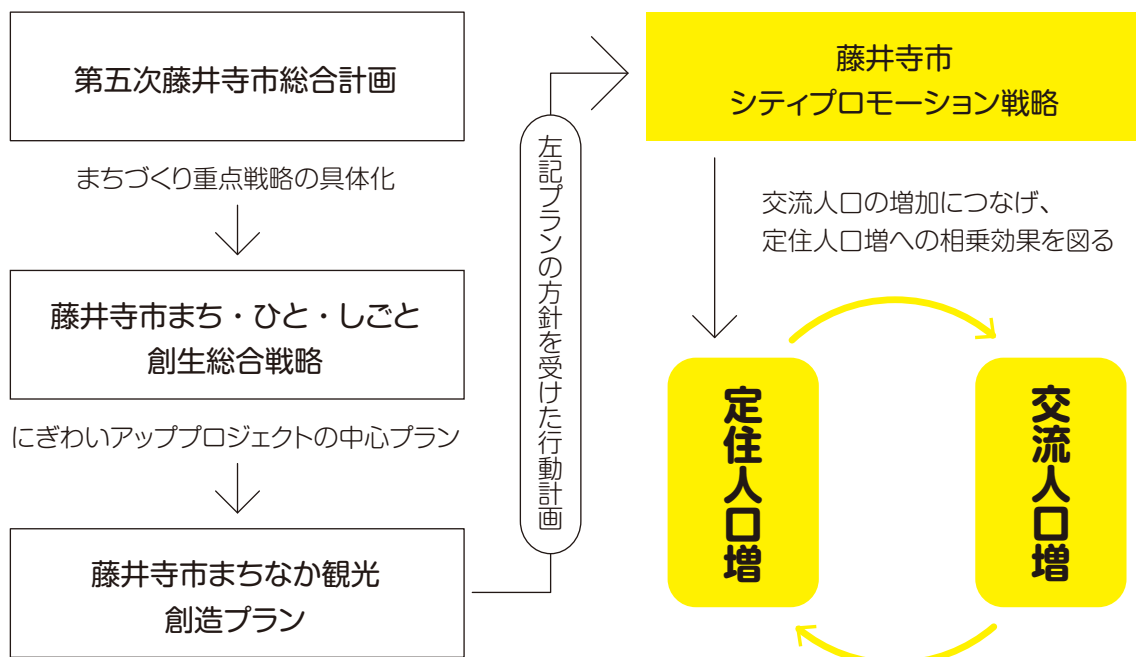 第五次藤井寺市総合計画
まちづくり重点戦略の具体化
藤井寺市まち・ひと・しごと
創生総合戦略
にぎわいアッププロジェクトの中心プラン
藤井寺市まちなか観光
創造プラン
左記プランの方針を受けた行動計画
藤井寺市
シティプロモーション戦略
交流人口の増加につなげ、
定住人口増への相乗効果を図る
定住人口増
交流人口増